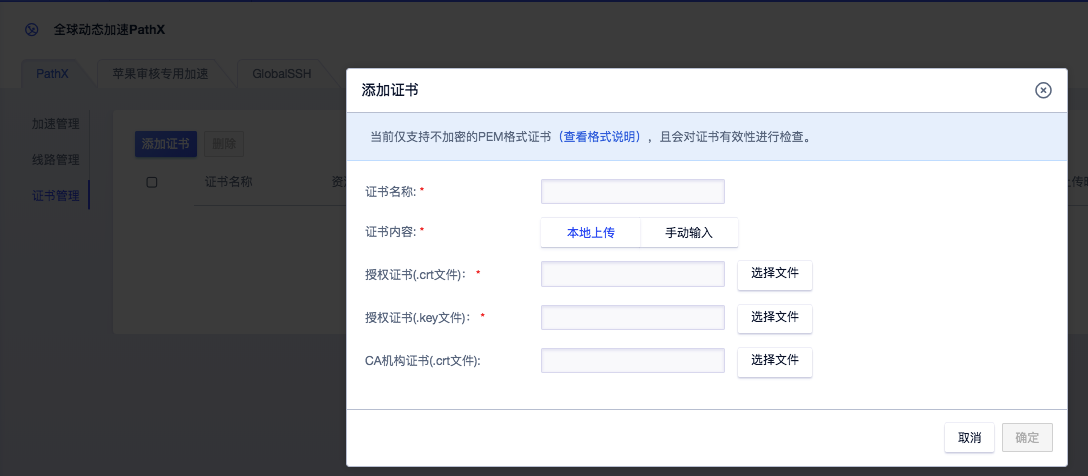 全球动态加速PathX
PathX
苹果审核专用加速
GlobalSSH
加速管理
线路管理
证书管理
添加证书
删除
证书名称
添加证书
当前仅支持不加密的PEM格式证书（查看格式说明），且会对证书有效性进行检查。
证书名称: *
证书内容: *
本地上传
手动输入
授权证书(.crt文件): *
选择文件
授权证书(.key文件): *
选择文件
CA机构证书(.crt文件):
选择文件
取消
确定